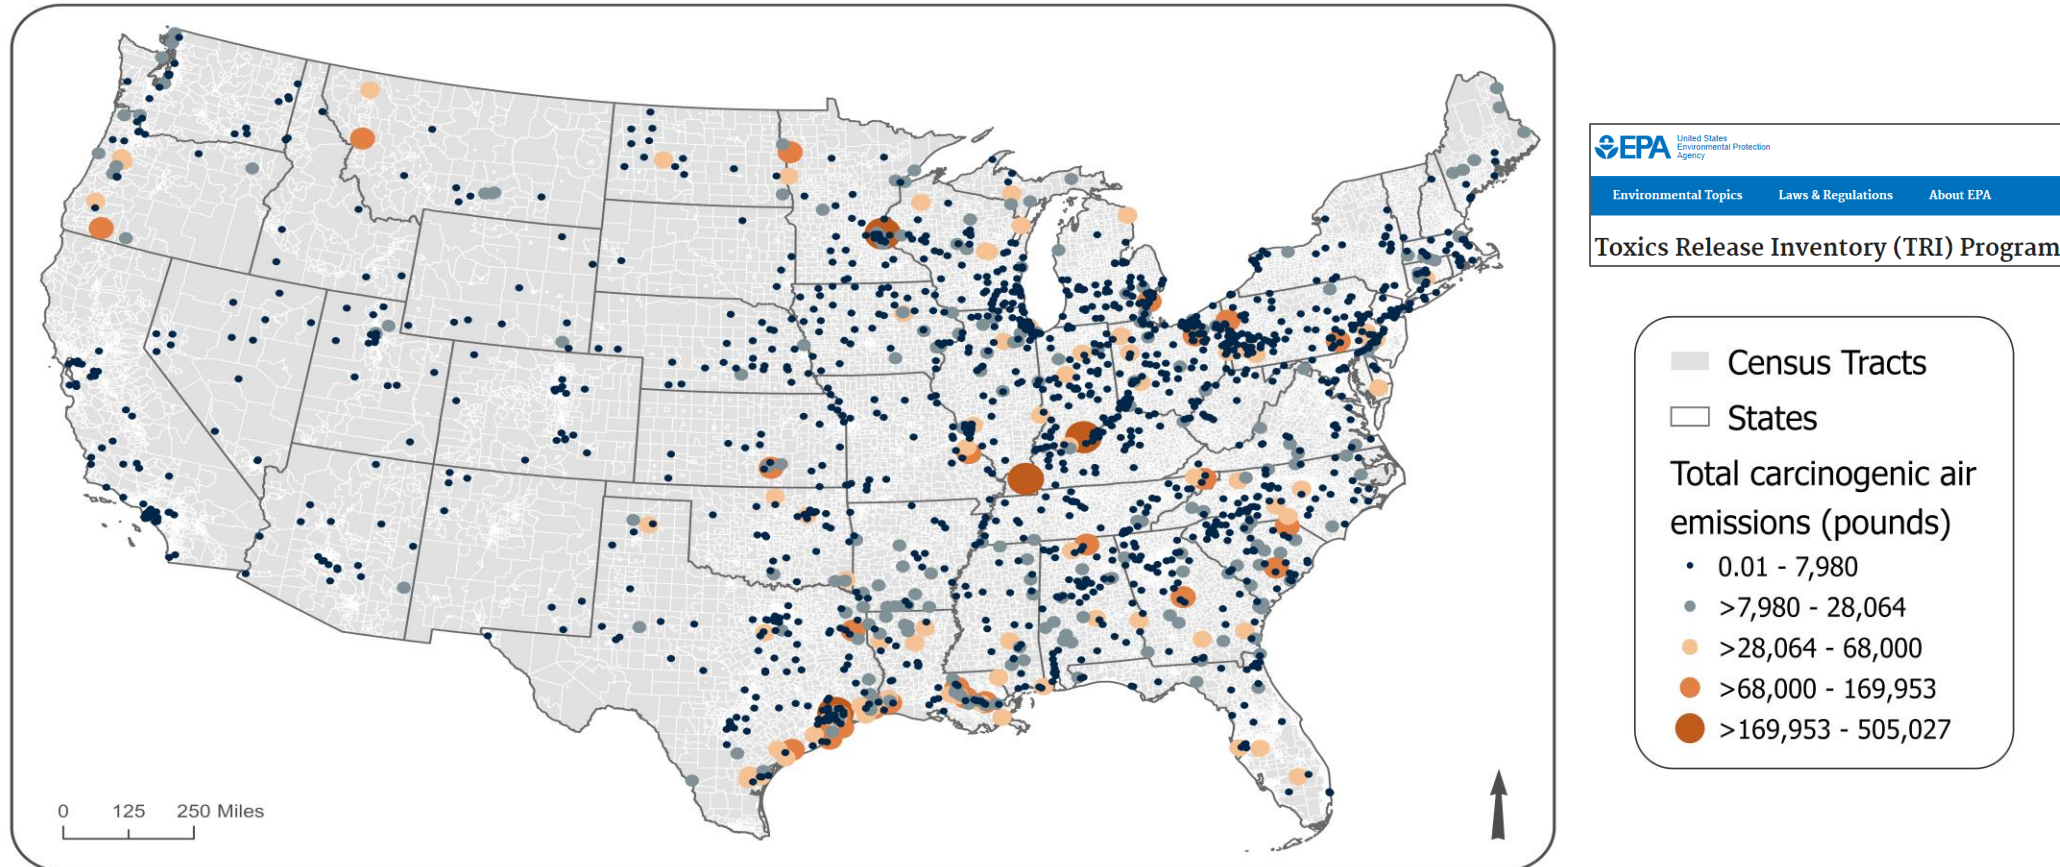 EPA
United States
Environmental Protection
Agency
Environmental Topics Laws & Regulations About EPA
Toxics Release Inventory (TRI) Program
Census Tracts
States
Total carcinogenic air
emissions (pounds)
0.01 - 7,980
>7,980 - 28,064
>28,064 - 68,000
>68,000 - 169,953
>169,953 - 505,027
0 125 250 Miles